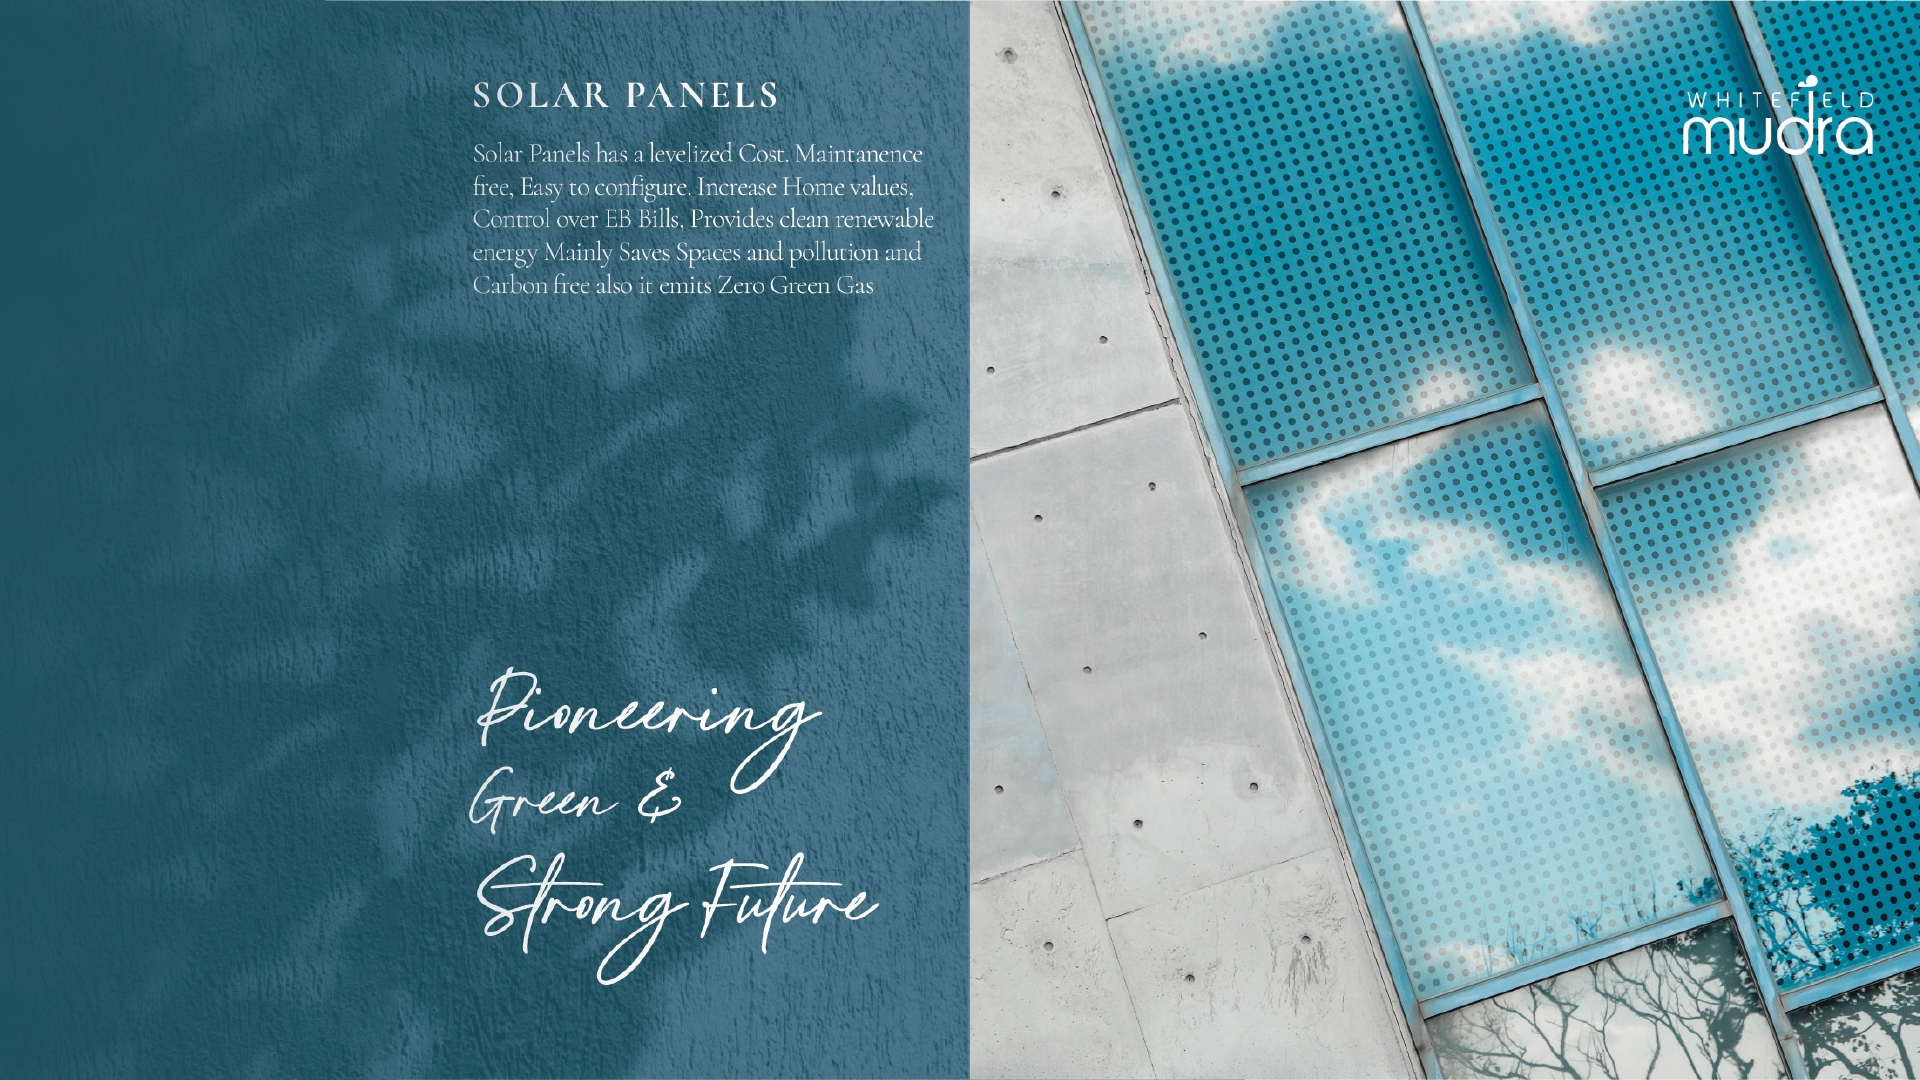 SOLAR PANELS
Solar Panels has a levelized Cost. Maintanence
free, Easy to configure. Increase Home values,
Control over EB Bills, Provides clean renewable
energy Mainly Saves Spaces and pollution and
Carbon free also it emits Zero Green Gas
Pioneering
Green &
Strong Future
WHITEFIELD
mudra